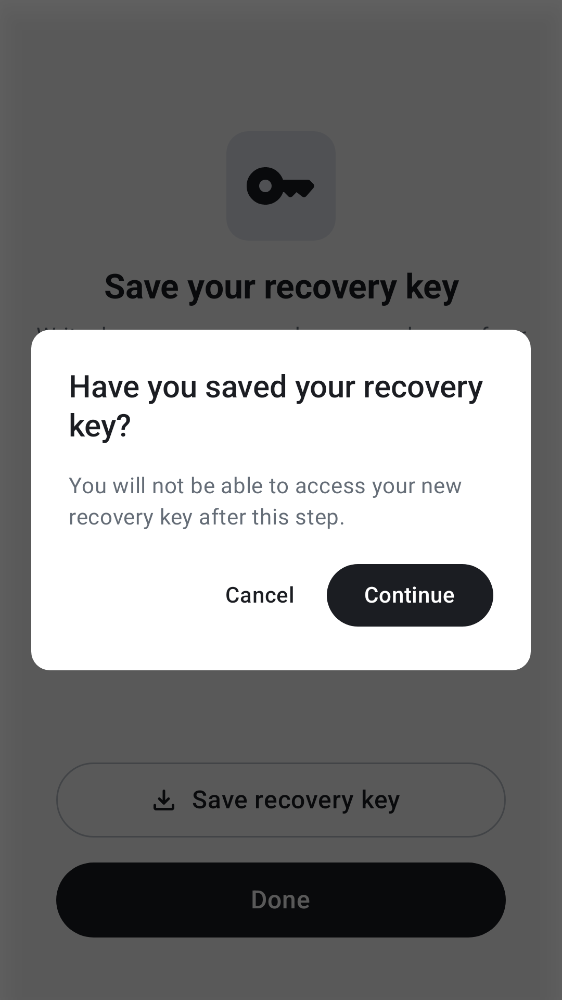 Save your recovery key
Have you saved your recovery
key?
You will not be able to access your new
recovery key after this step.
Cancel
Continue
Save recovery key
Done